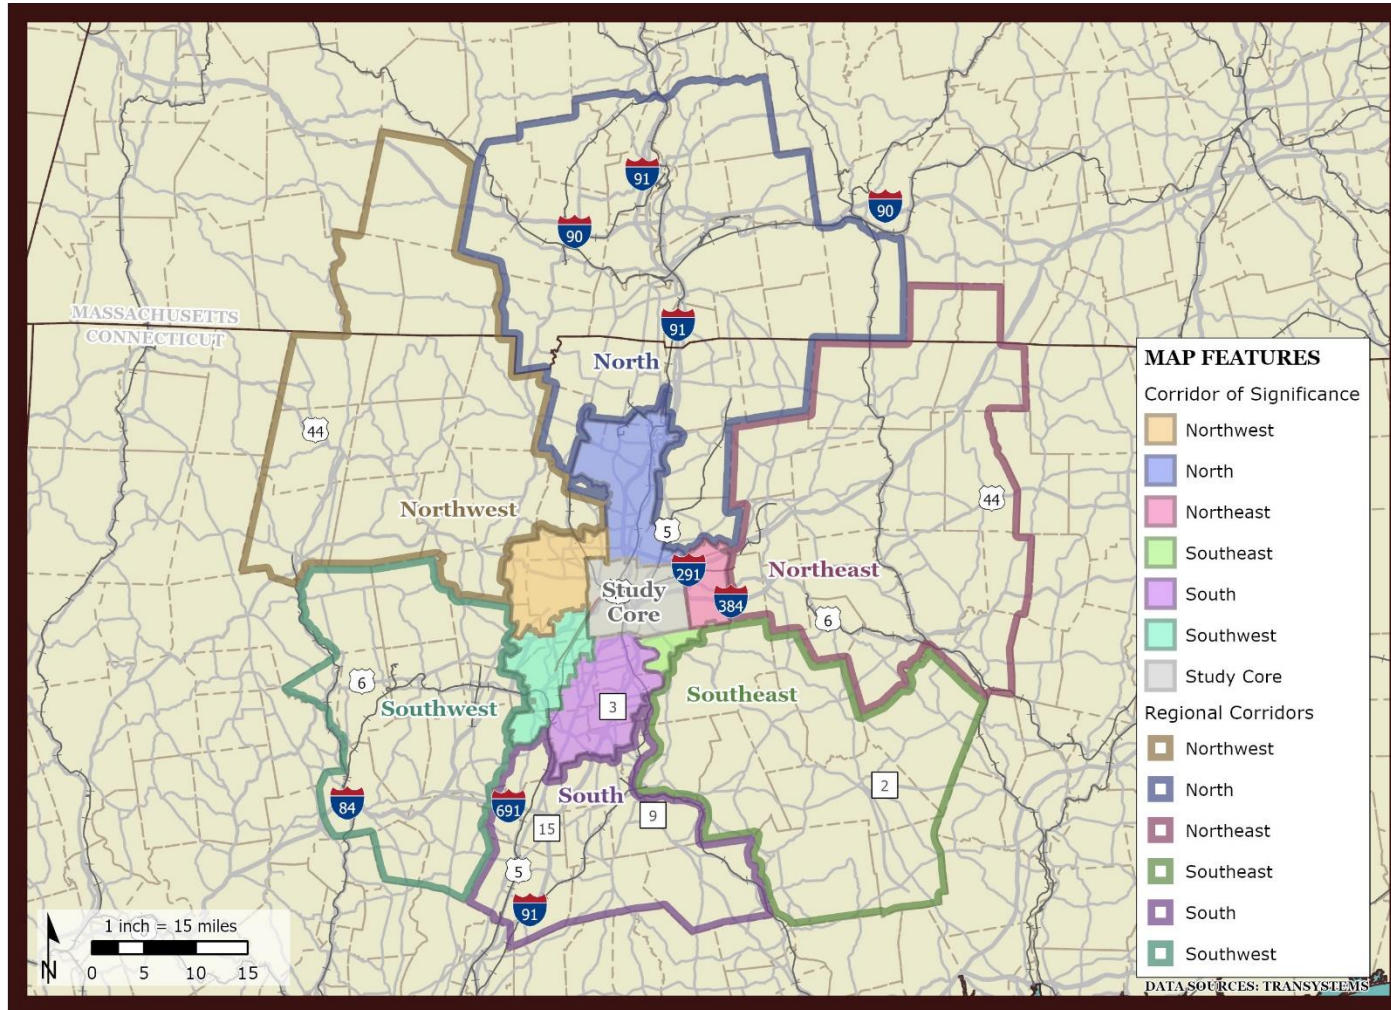 91
90
90
MASSACHUSETTS
CONNECTICUT
91
North
44
Northwest
5
44
291
Northeast
Study
Core
384
6
6
Southwest
Southeast
3
84
691
South
2
15
9
5
91
1 inch = 15 miles
0 5 10 15
N
MAP FEATURES
Corridor of Significance
Northwest
North
Northeast
Southeast
South
Southwest
Study Core
Regional Corridors
Northwest
North
Northeast
Southeast
South
Southwest
DATA SOURCES: TRANSYSTEMS